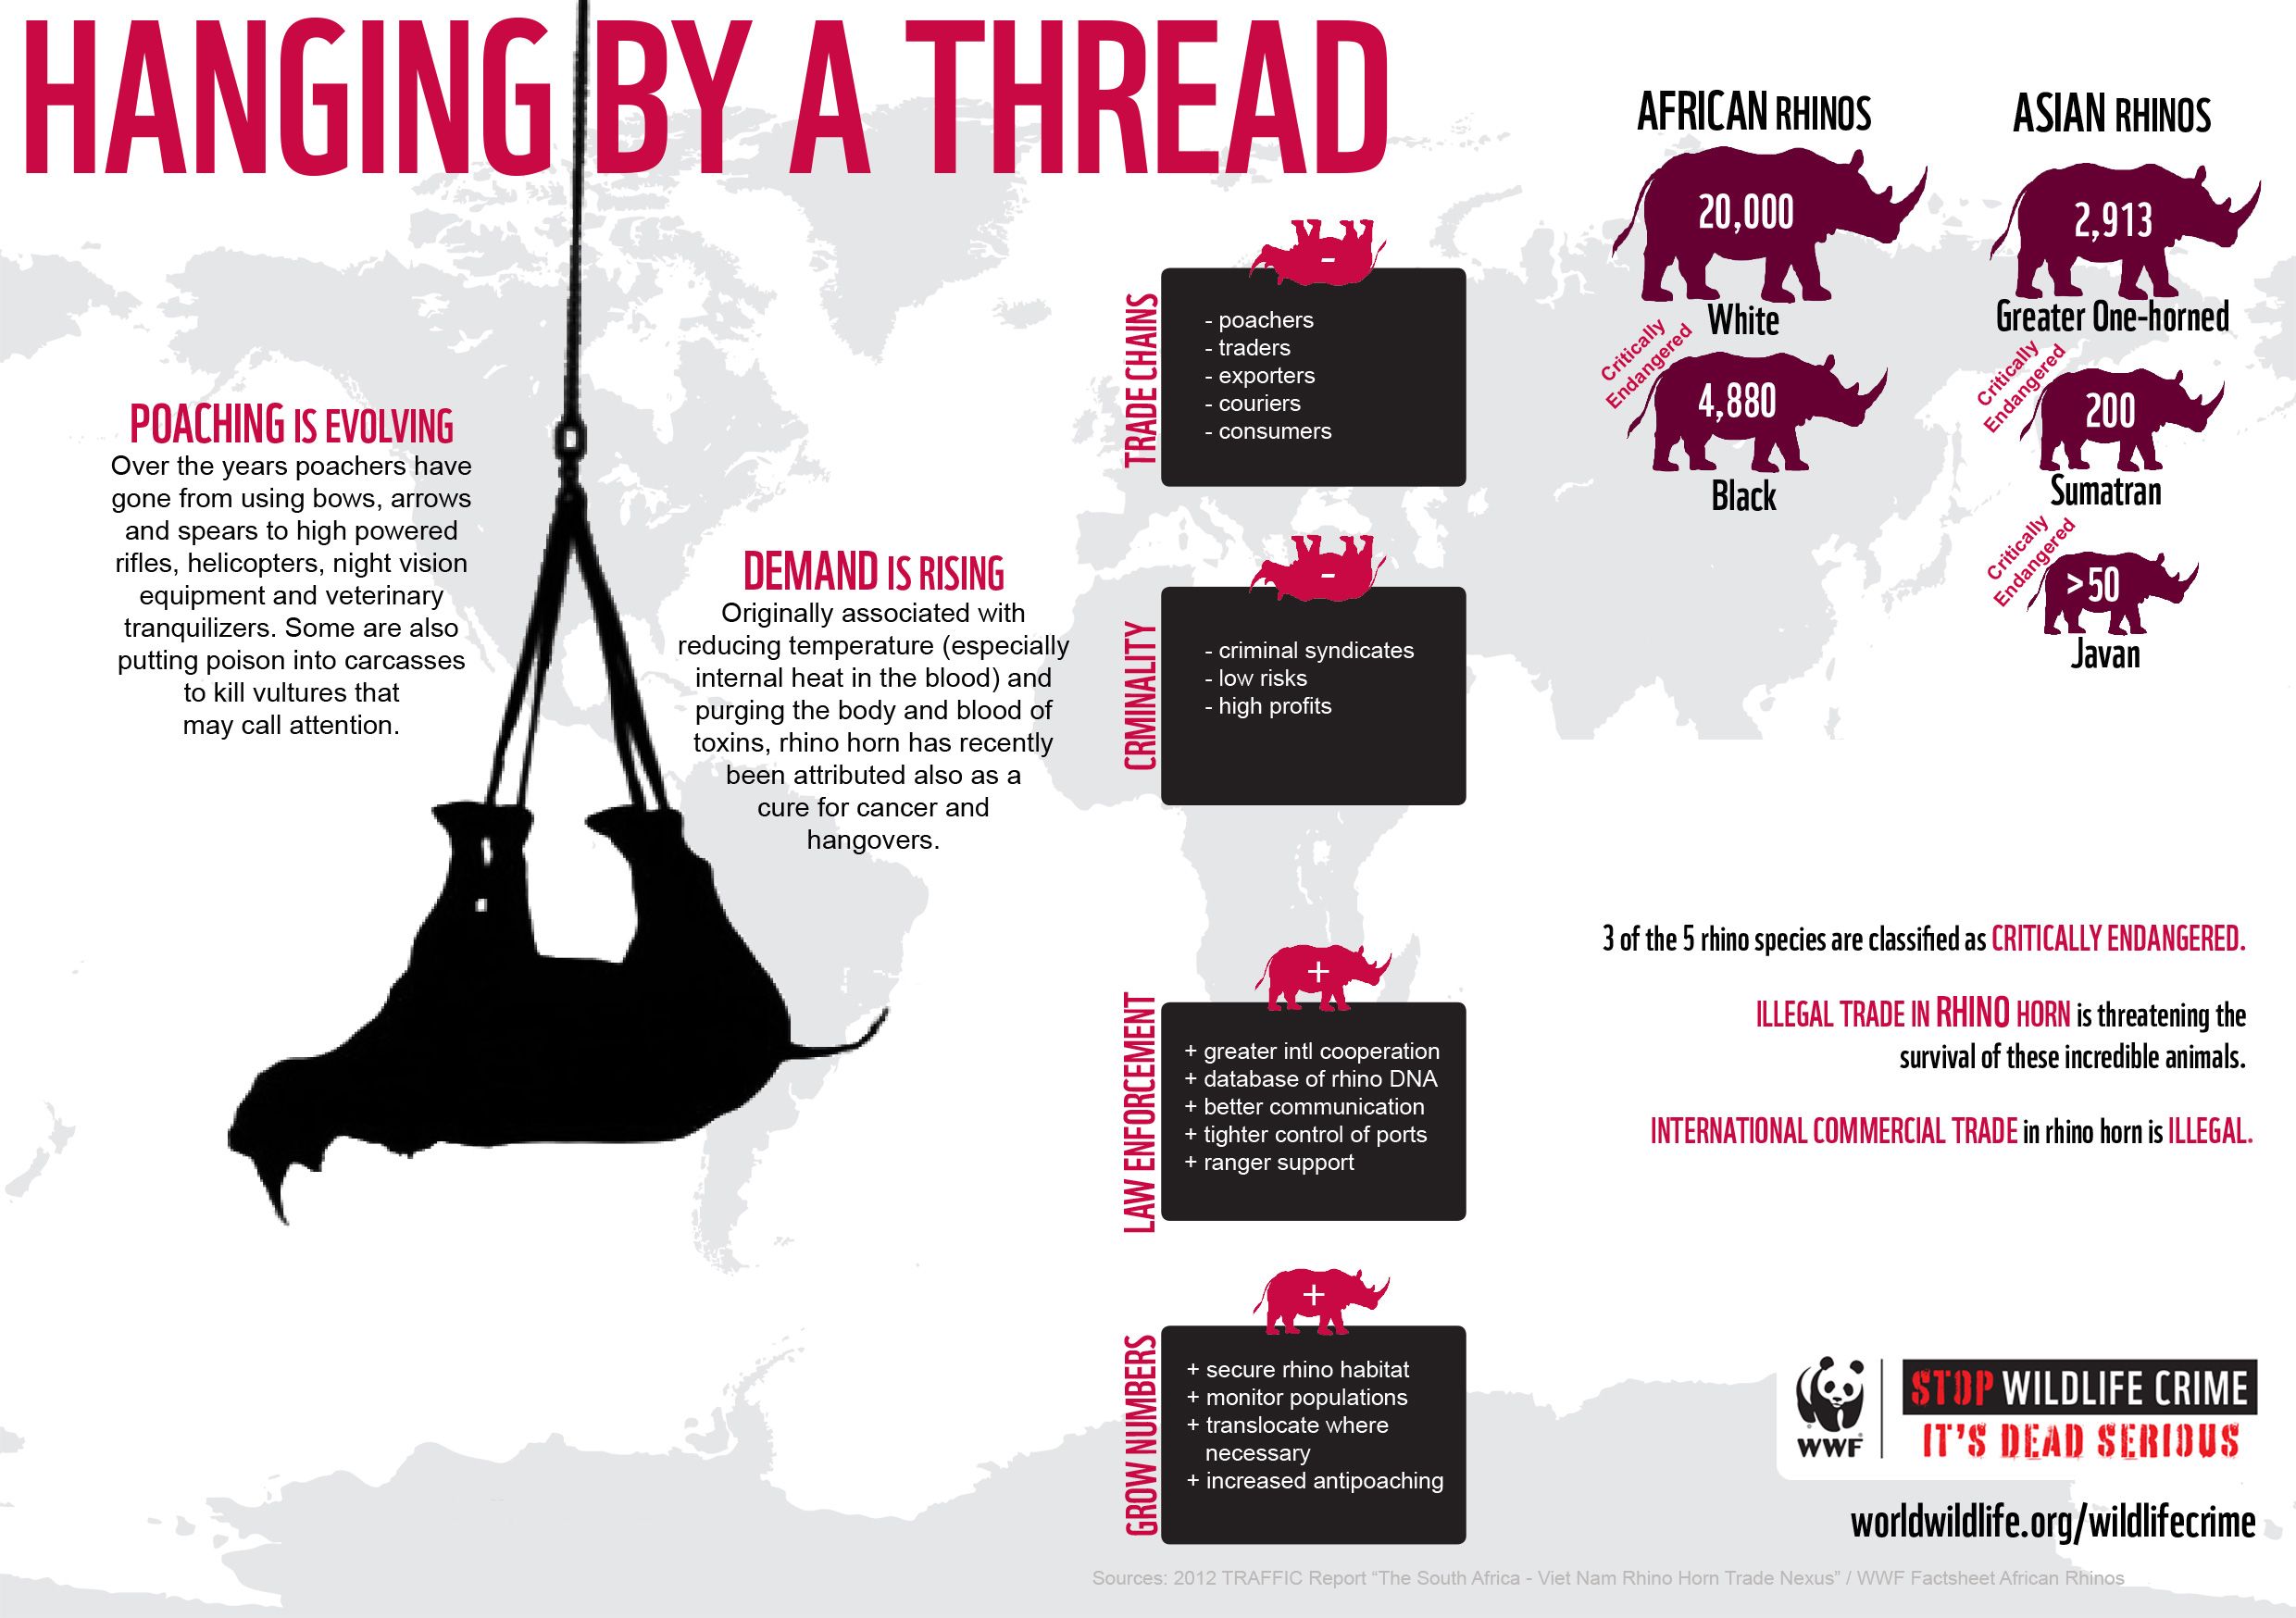 HANGING BY A THREAD
POACHING IS EVOLVING
Over the years poachers have
gone from using bows, arrows
and spears to high powered
rifles, helicopters, night vision
equipment and veterinary
tranquilizers. Some are also
putting poison into carcasses
to kill vultures that
may call attention.
DEMAND IS RISING
Originally associated with
reducing temperature (especially
internal heat in the blood) and
purging the body and blood of
toxins, rhino horn has recently
been attributed also as a
cure for cancer and
hangovers.
TRADE CHAINS
-
- poachers
- traders
- exporters
- couriers
- consumers
CRMINALITY
-
- criminal syndicates
- low risks
- high profits
LAW ENFORCEMENT
+
+ greater intl cooperation
+ database of rhino DNA
+ better communication
+ tighter control of ports
+ ranger support
GROW NUMBERS
+
+ secure rhino habitat
+ monitor populations
+ translocate where
necessary
+ increased antipoaching
AFRICAN RHINOS
20,000
White
Critically
Endangered
4,880
Black
ASIAN RHINOS
2,913
Greater One-horned
Critically
Endangered
200
Sumatran
Critically
Endangered
>50
Javan
3 of the 5 rhino species are classified as CRITICALLY ENDANGERED.
ILLEGAL TRADE IN RHINO HORN is threatening the
survival of these incredible animals.
INTERNATIONAL COMMERCIAL TRADE in rhino horn is ILLEGAL.
WWF
STOP WILDLIFE CRIME
IT'S DEAD SERIOUS
worldwildlife.org/wildlifecrime
Sources: 2012 TRAFFIC Report “The South Africa - Viet Nam Rhino Horn Trade Nexus” / WWF Factsheet African Rhinos